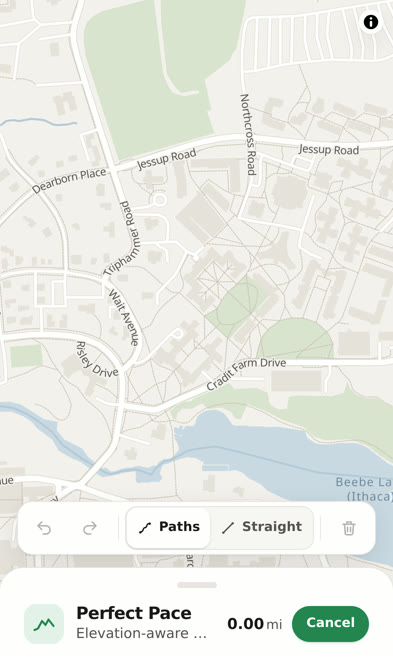 Northcross Road
Jessup Road
Jessup Road
Dearborn Place
Triphammer Road
Wait Avenue
Risley Drive
Cradit Farm Drive
Beebe La
(Ithaca)
nue
Paths
Straight
Perfect Pace
0.00 mi
Cancel
Elevation-aware ...